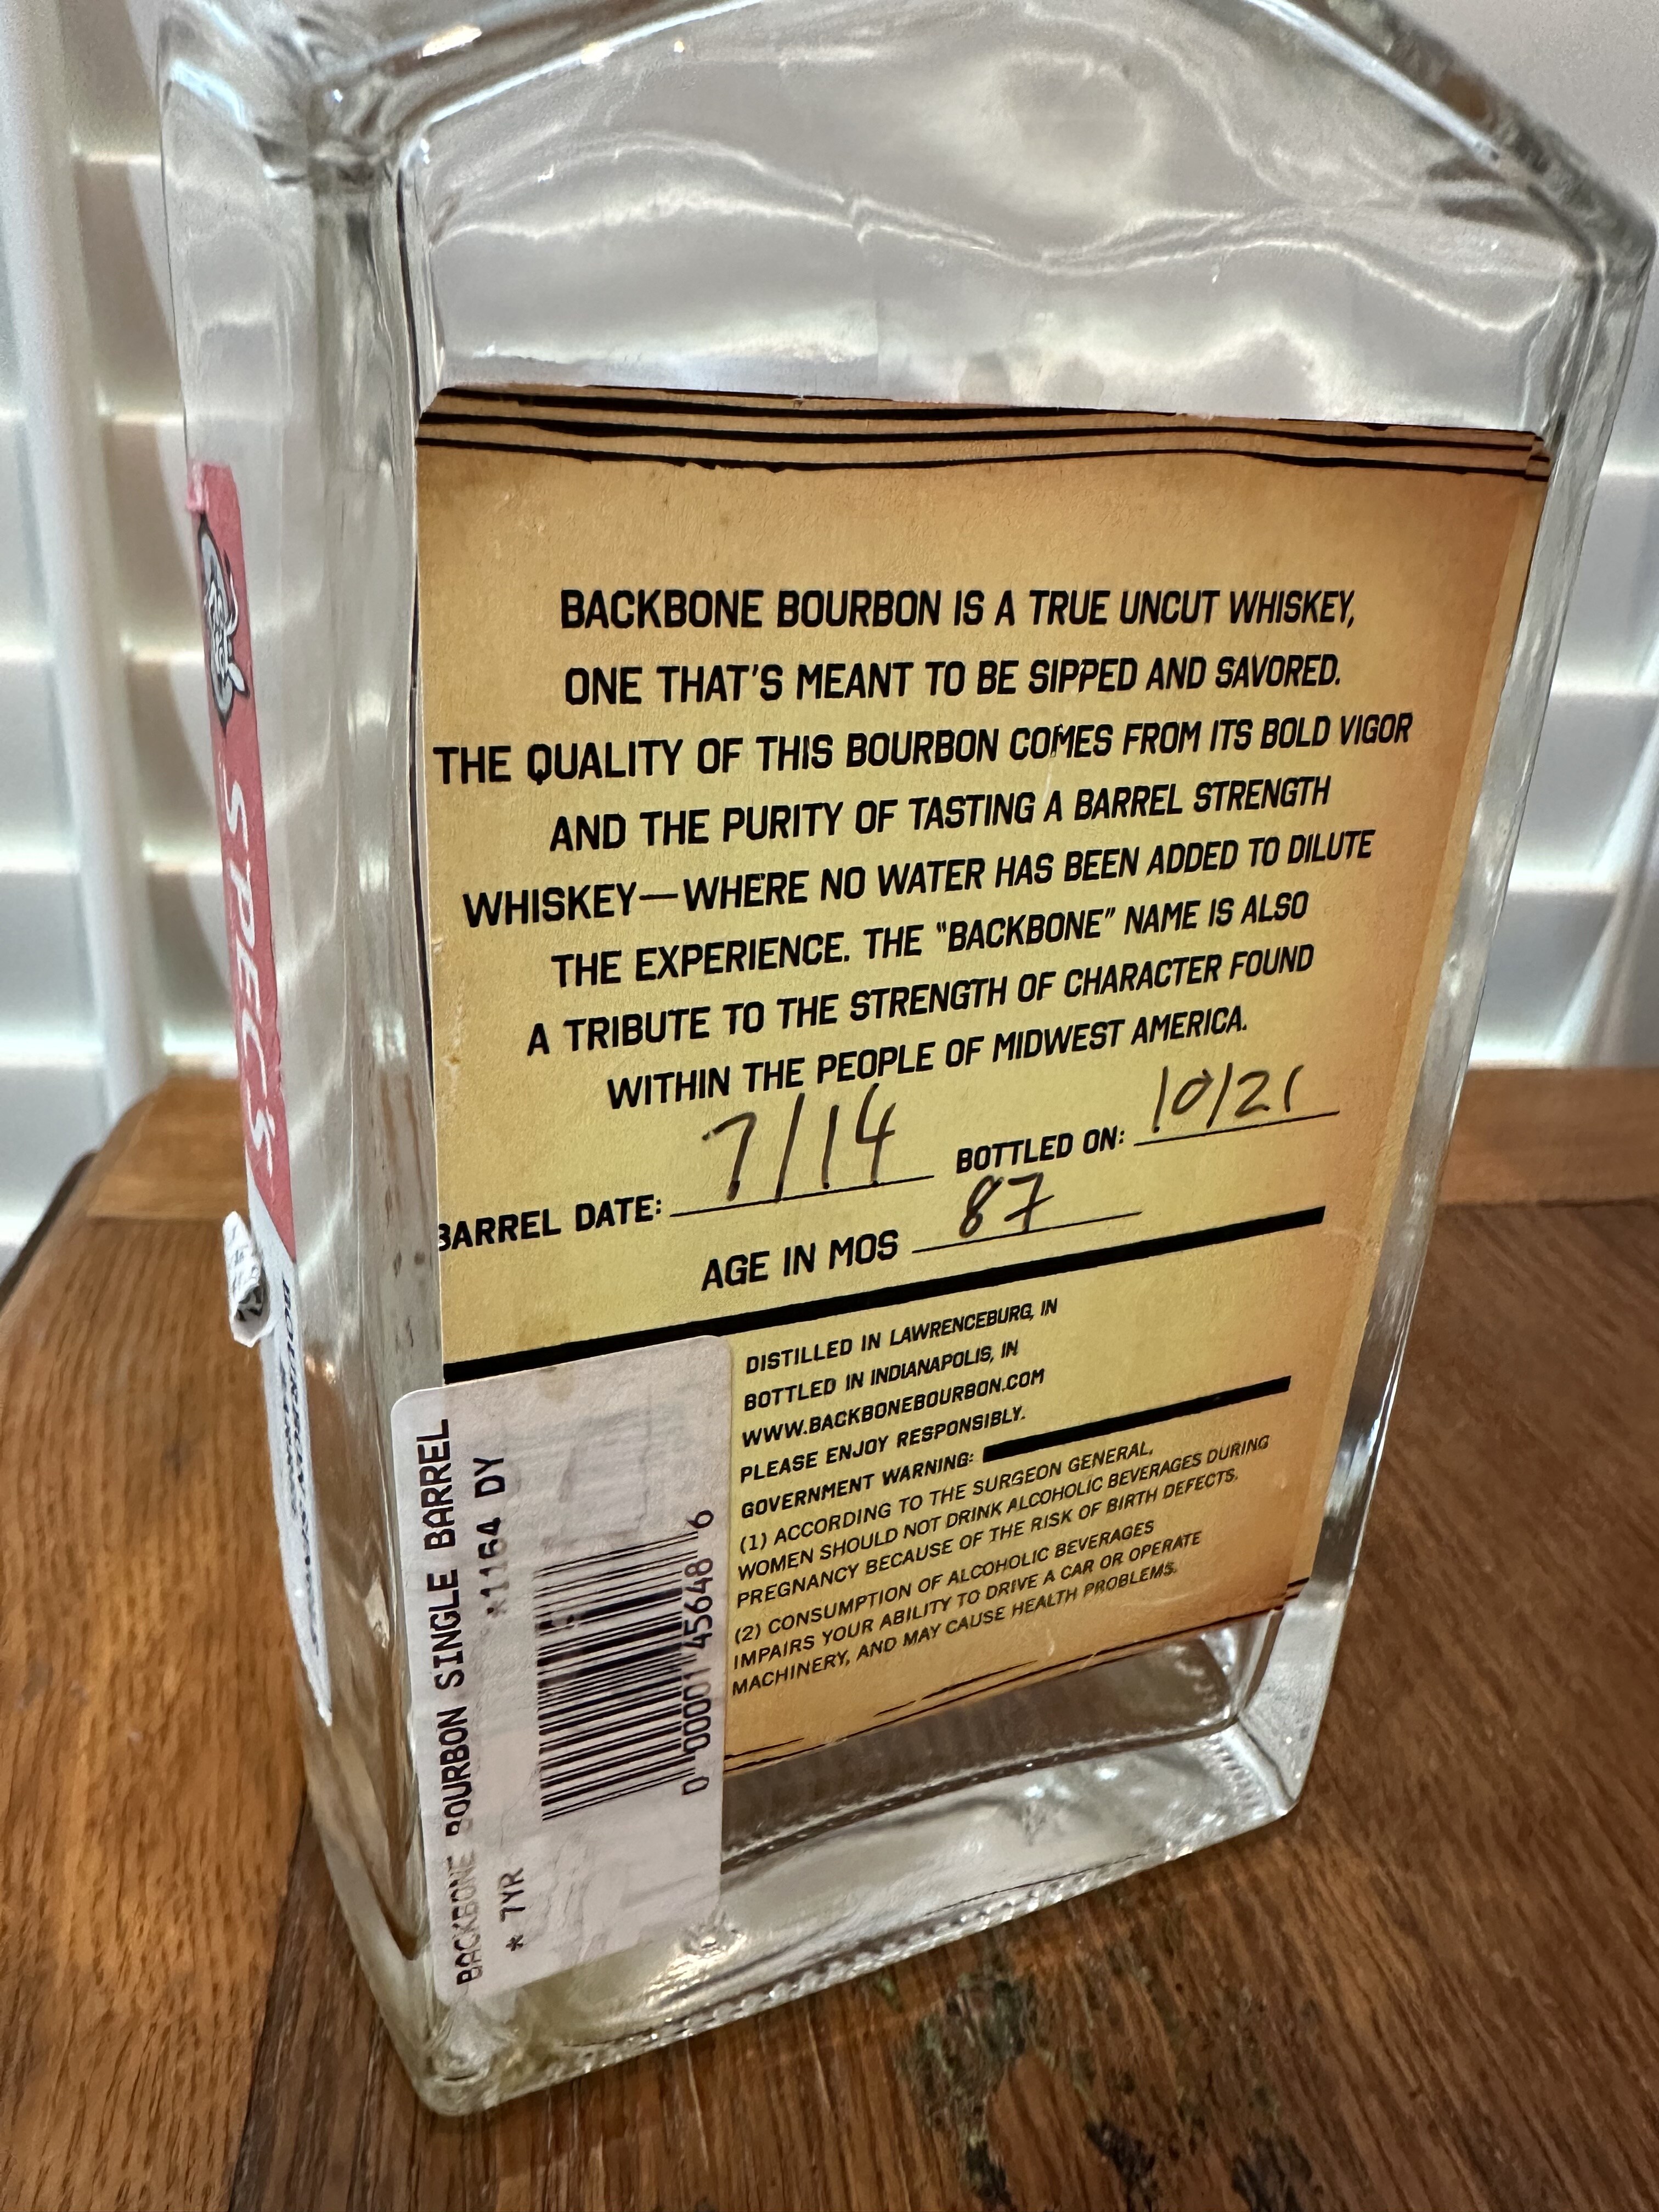 BACKBONE BOURBON IS A TRUE UNCUT WHISKEY,
ONE THAT'S MEANT TO BE SIPPED AND SAVORED.
THE QUALITY OF THIS BOURBON COMES FROM ITS BOLD VIGOR
AND THE PURITY OF TASTING A BARREL STRENGTH
WHISKEY—WHERE NO WATER HAS BEEN ADDED TO DILUTE
THE EXPERIENCE. THE "BACKBONE" NAME IS ALSO
A TRIBUTE TO THE STRENGTH OF CHARACTER FOUND
WITHIN THE PEOPLE OF MIDWEST AMERICA.
BARREL DATE: 7/14 BOTTLED ON: 10/21
AGE IN MOS 87
DISTILLED IN LAWRENCEBURG, IN
BOTTLED IN INDIANAPOLIS, IN
WWW.BACKBONEBOURBON.COM
PLEASE ENJOY RESPONSIBLY.
GOVERNMENT WARNING:
(1) ACCORDING TO THE SURGEON GENERAL,
WOMEN SHOULD NOT DRINK ALCOHOLIC BEVERAGES DURING
PREGNANCY BECAUSE OF THE RISK OF BIRTH DEFECTS.
(2) CONSUMPTION OF ALCOHOLIC BEVERAGES
IMPAIRS YOUR ABILITY TO DRIVE A CAR OR OPERATE
MACHINERY, AND MAY CAUSE HEALTH PROBLEMS.
BACKBONE BOURBON SINGLE BARREL
* 7YR *1164 DY
0 00001 45648 6
SPEC'S